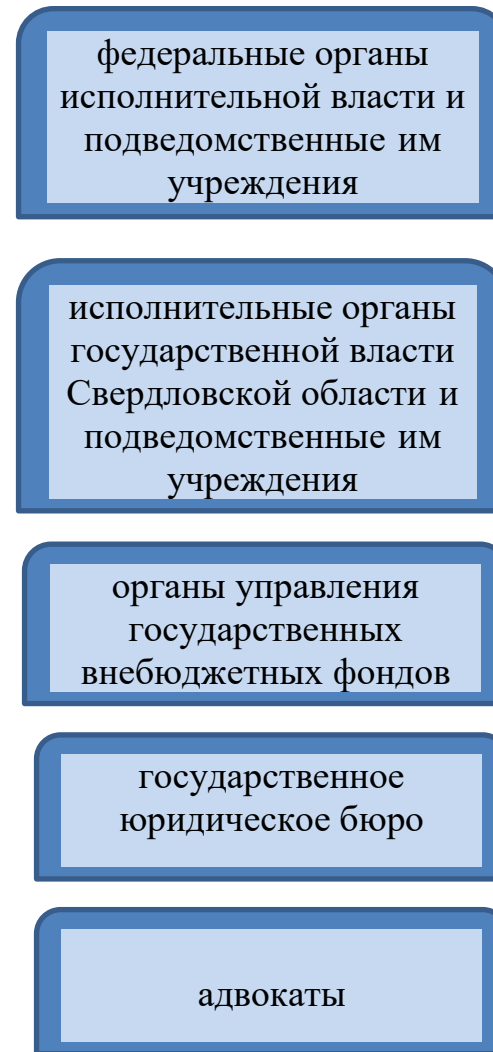 федеральные органы
исполнительной власти и
подведомственные им
учреждения
исполнительные органы
государственной власти
Свердловской области и
подведомственные им
учреждения
органы управления
государственных
внебюджетных фондов
государственное
юридическое бюро
адвокаты